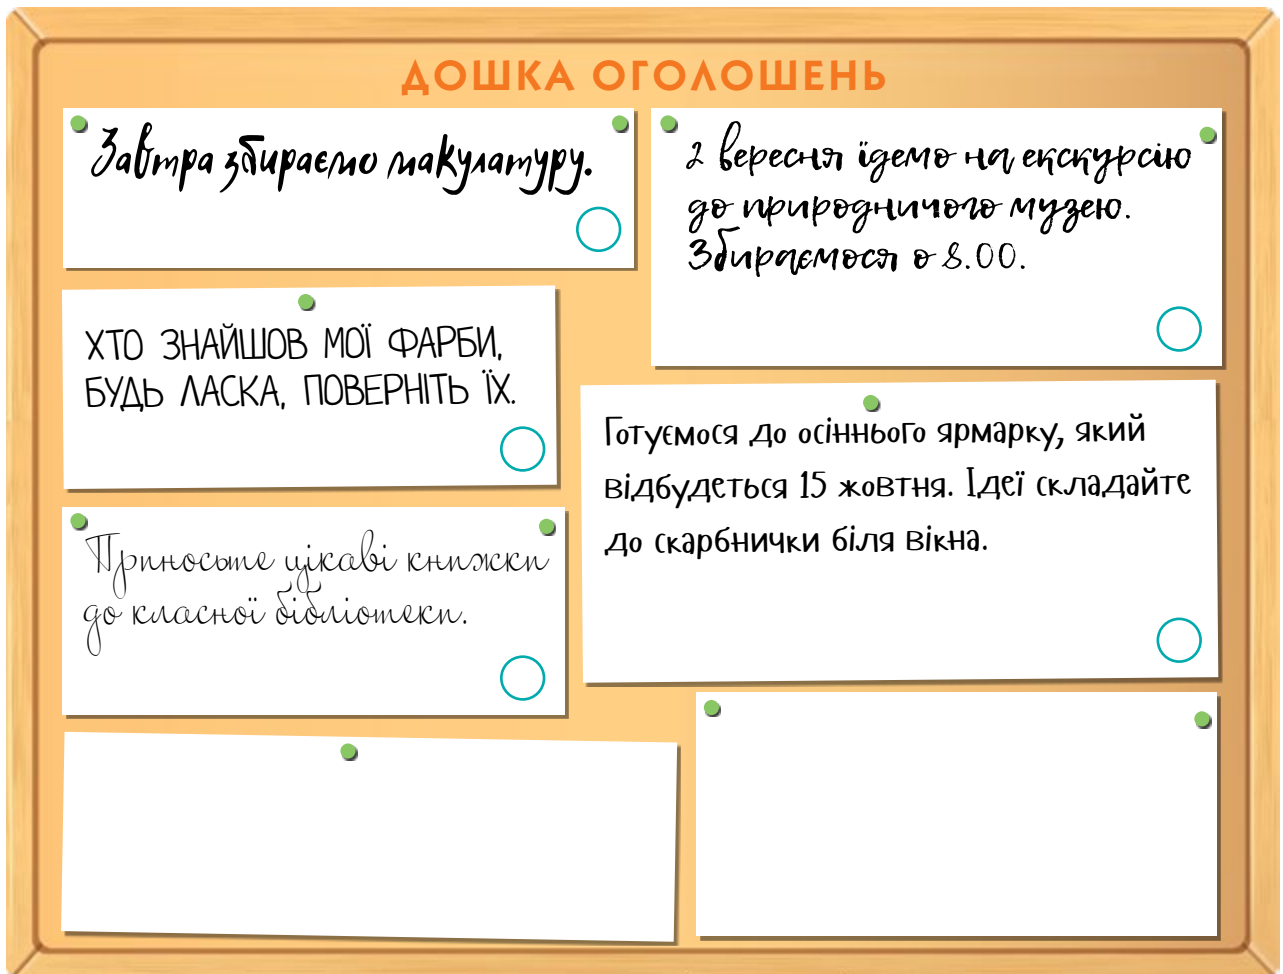 ДОШКА ОГОЛОШЕНЬ
Завтра збираємо макулатуру.
2 вересня їдемо на екскурсію
до природничого музею.
Збираємося о 8.00.
ХТО ЗНАЙШОВ МОЇ ФАРБИ,
БУДЬ ЛАСКА, ПОВЕРНІТЬ ЇХ.
Готуємося до осіннього ярмарку, який
відбудеться 15 жовтня. Ідеї складайте
до скарбнички біля вікна.
Приносьте цікаві книжки
до класної бібліотеки.